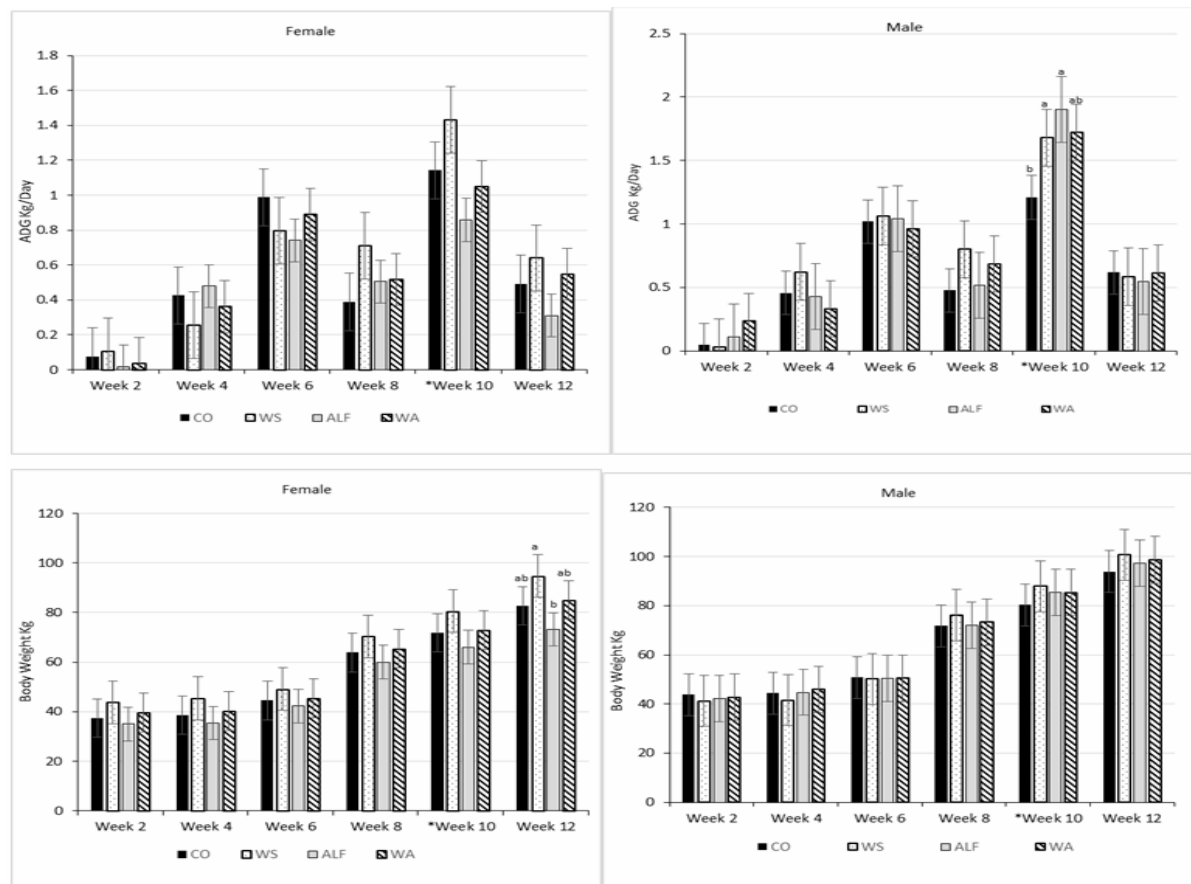 Female
1.8
1.6
1.4
1.2
1
0.8
0.6
0.4
0.2
0
ADG Kg/Day
Week 2 Week 4 Week 6 Week 8 *Week 10 Week 12
CO WS ALF WA
Male
2.5
2
1.5
1
0.5
0
ADG Kg/Day
b a a ab
Week 2 Week 4 Week 6 Week 8 *Week 10 Week 12
CO WS ALF WA
Female
120
100
80
60
40
20
0
Body Weight Kg
ab a b ab
Week 2 Week 4 Week 6 Week 8 *Week 10 Week 12
CO WS ALF WA
Male
120
100
80
60
40
20
0
Body Weight Kg
Week 2 Week 4 Week 6 Week 8 *Week 10 Week 12
CO WS ALF WA